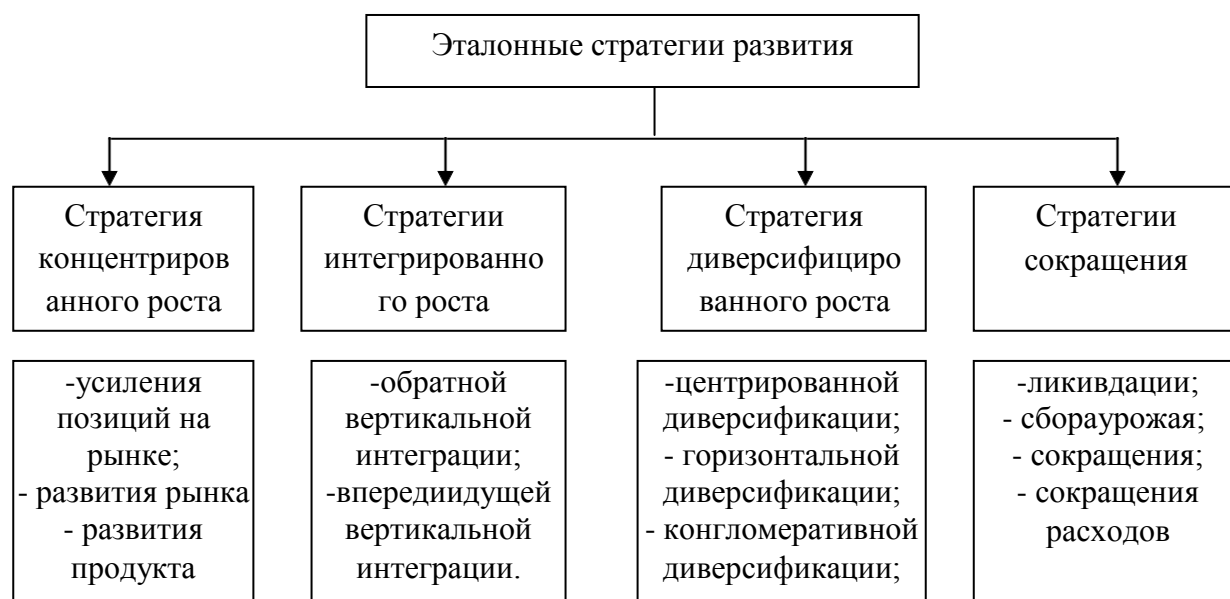 Эталонные стратегии развития
Стратегия
концентриров
анного роста
Стратегии
интегрированно
го роста
Стратегия
диверсифициро
ванного роста
Стратегии
сокращения
-усиления
позиций на
рынке;
- развития рынка
- развития
продукта
-обратной
вертикальной
интеграции;
-впередиидущей
вертикальной
интеграции.
-центрированной
диверсификации;
- горизонтальной
диверсификации;
- конгломеративной
диверсификации;
-ликивдации;
- сбораурожая;
- сокращения;
- сокращения
расходов